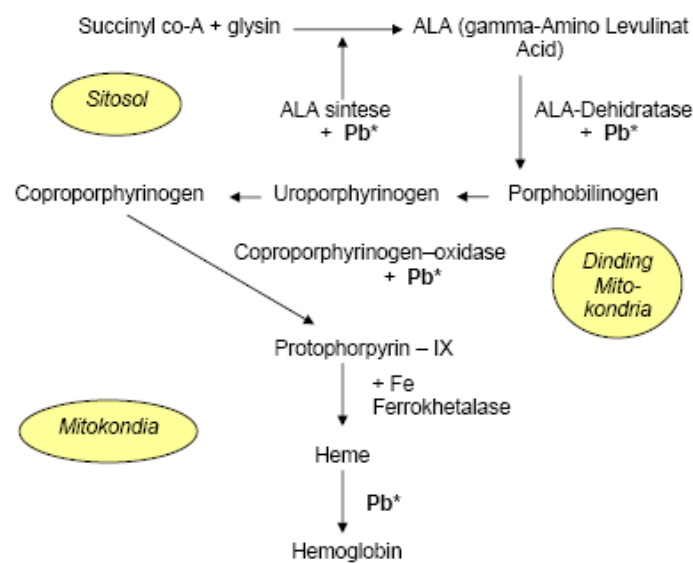 Succinyl co-A + glysin
ALA (gamma-Amino Levulinat
Acid)
Sitosol
ALA sintese
+ Pb*
ALA-Dehidratase
+ Pb*
Coproporphyrinogen
Uroporphyrinogen
Porphobilinogen
Coproporphyrinogen–oxidase
+ Pb*
Dinding
Mito-
kondria
Protophorpyrin – IX
+ Fe
Ferrokhetalase
Mitokondia
Heme
Pb*
Hemoglobin